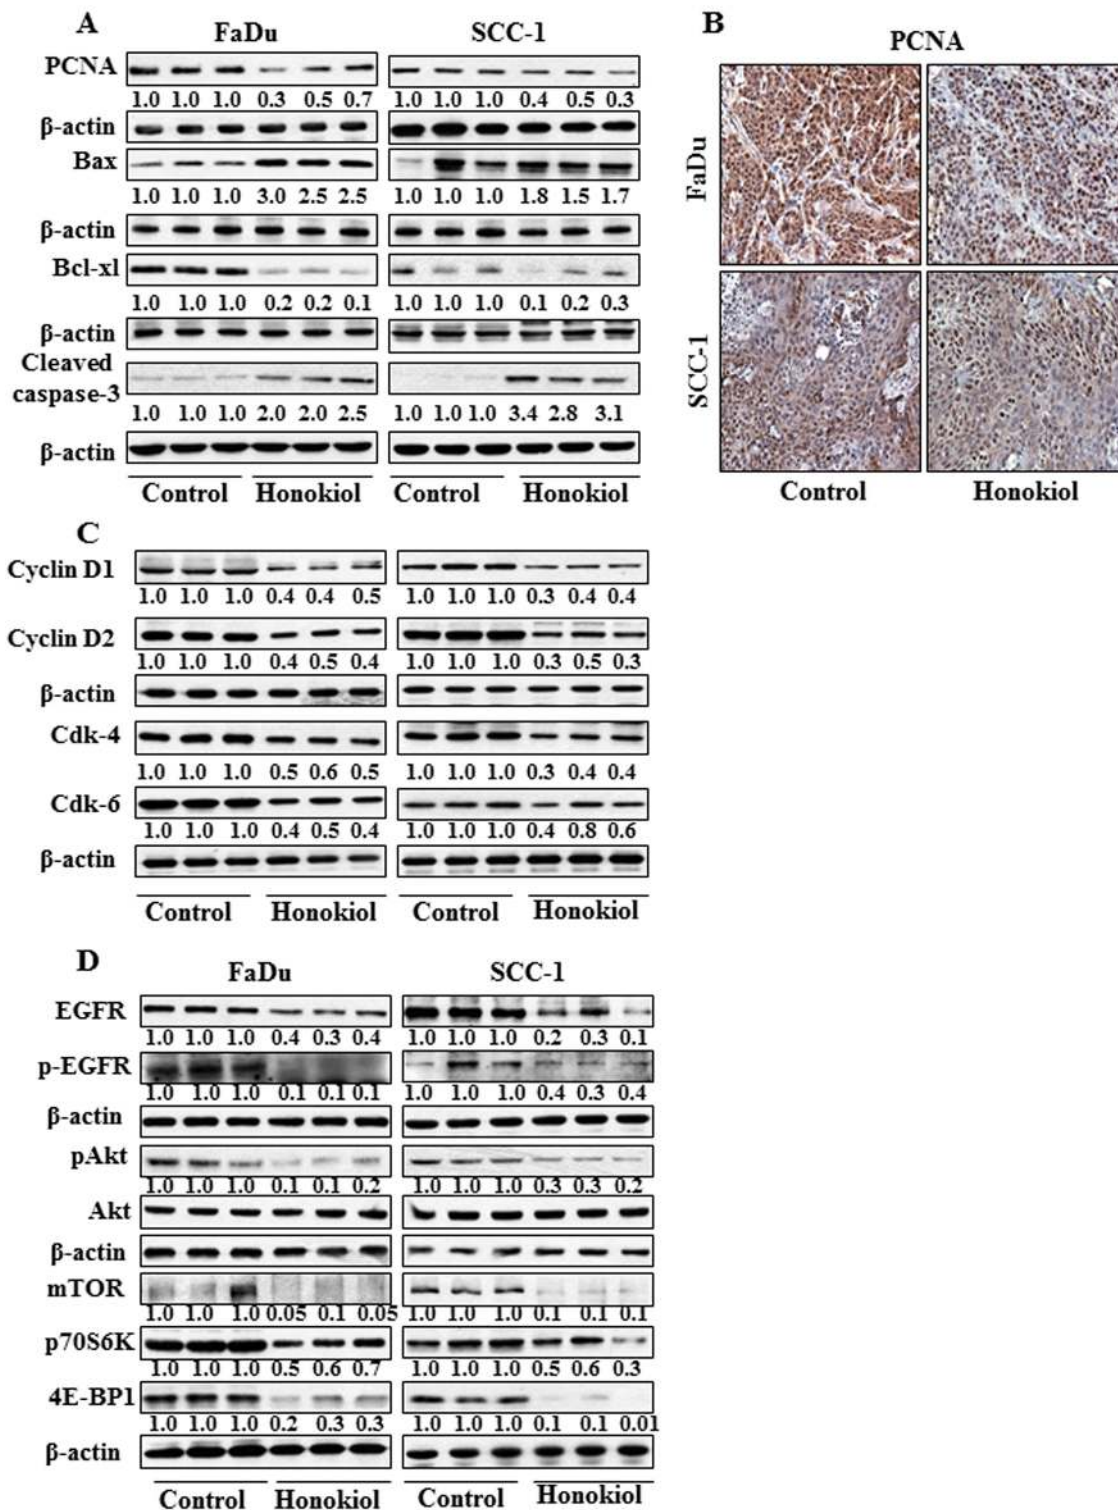 A
FaDu SCC-1
PCNA
1.0 1.0 1.0 0.3 0.5 0.7 1.0 1.0 1.0 0.4 0.5 0.3
β-actin
Bax
1.0 1.0 1.0 3.0 2.5 2.5 1.0 1.0 1.0 1.8 1.5 1.7
β-actin
Bcl-xl
1.0 1.0 1.0 0.2 0.2 0.1 1.0 1.0 1.0 0.1 0.2 0.3
β-actin
Cleaved
caspase-3
1.0 1.0 1.0 2.0 2.0 2.5 1.0 1.0 1.0 3.4 2.8 3.1
β-actin
Control Honokiol Control Honokiol
B
PCNA
FaDu
SCC-1
Control Honokiol
C
Cyclin D1
1.0 1.0 1.0 0.4 0.4 0.5 1.0 1.0 1.0 0.3 0.4 0.4
Cyclin D2
1.0 1.0 1.0 0.4 0.5 0.4 1.0 1.0 1.0 0.3 0.5 0.3
β-actin
Cdk-4
1.0 1.0 1.0 0.5 0.6 0.5 1.0 1.0 1.0 0.3 0.4 0.4
Cdk-6
1.0 1.0 1.0 0.4 0.5 0.4 1.0 1.0 1.0 0.4 0.8 0.6
β-actin
Control Honokiol Control Honokiol
D
FaDu SCC-1
EGFR
1.0 1.0 1.0 0.4 0.3 0.4 1.0 1.0 1.0 0.2 0.3 0.1
p-EGFR
1.0 1.0 1.0 0.1 0.1 0.1 1.0 1.0 1.0 0.4 0.3 0.4
β-actin
pAkt
1.0 1.0 1.0 0.1 0.1 0.2 1.0 1.0 1.0 0.3 0.3 0.2
Akt
β-actin
mTOR
1.0 1.0 1.0 0.05 0.1 0.05 1.0 1.0 1.0 0.1 0.1 0.1
p70S6K
1.0 1.0 1.0 0.5 0.6 0.7 1.0 1.0 1.0 0.5 0.6 0.3
4E-BP1
1.0 1.0 1.0 0.2 0.3 0.3 1.0 1.0 1.0 0.1 0.1 0.01
β-actin
Control Honokiol Control Honokiol